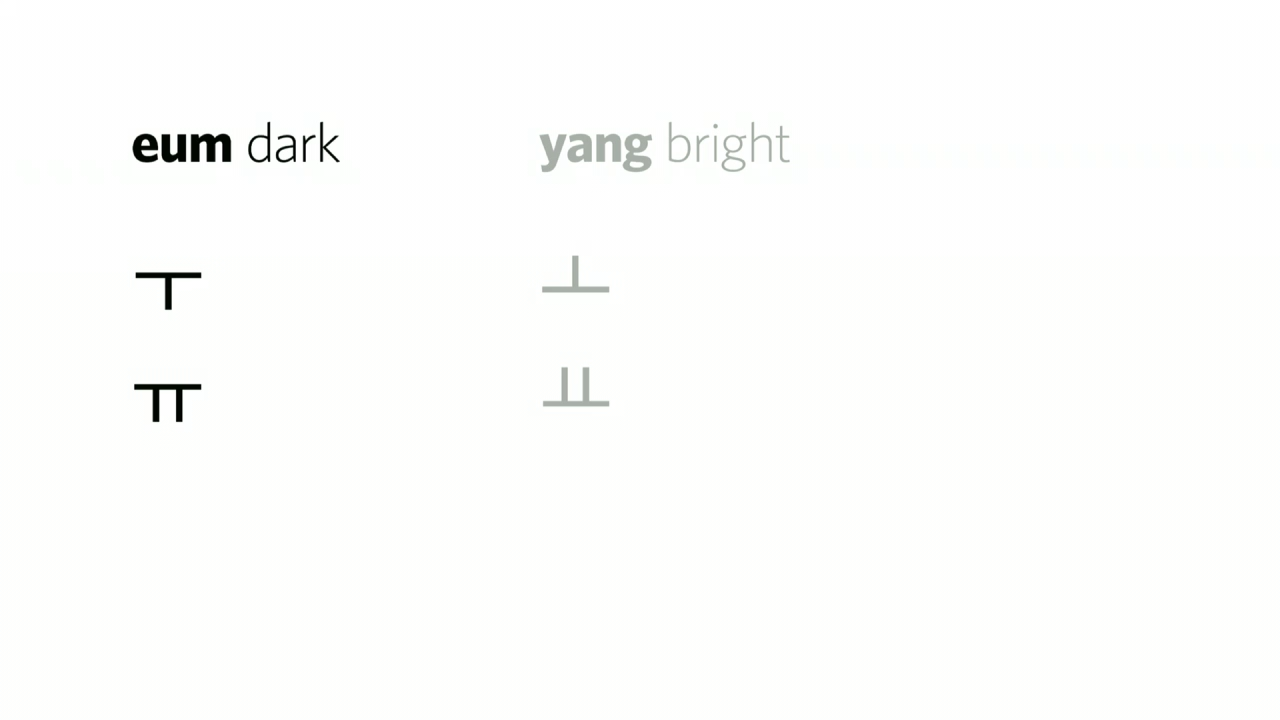 eum dark yang bright
ㅜ ㅗ
ㅠ ㅛ